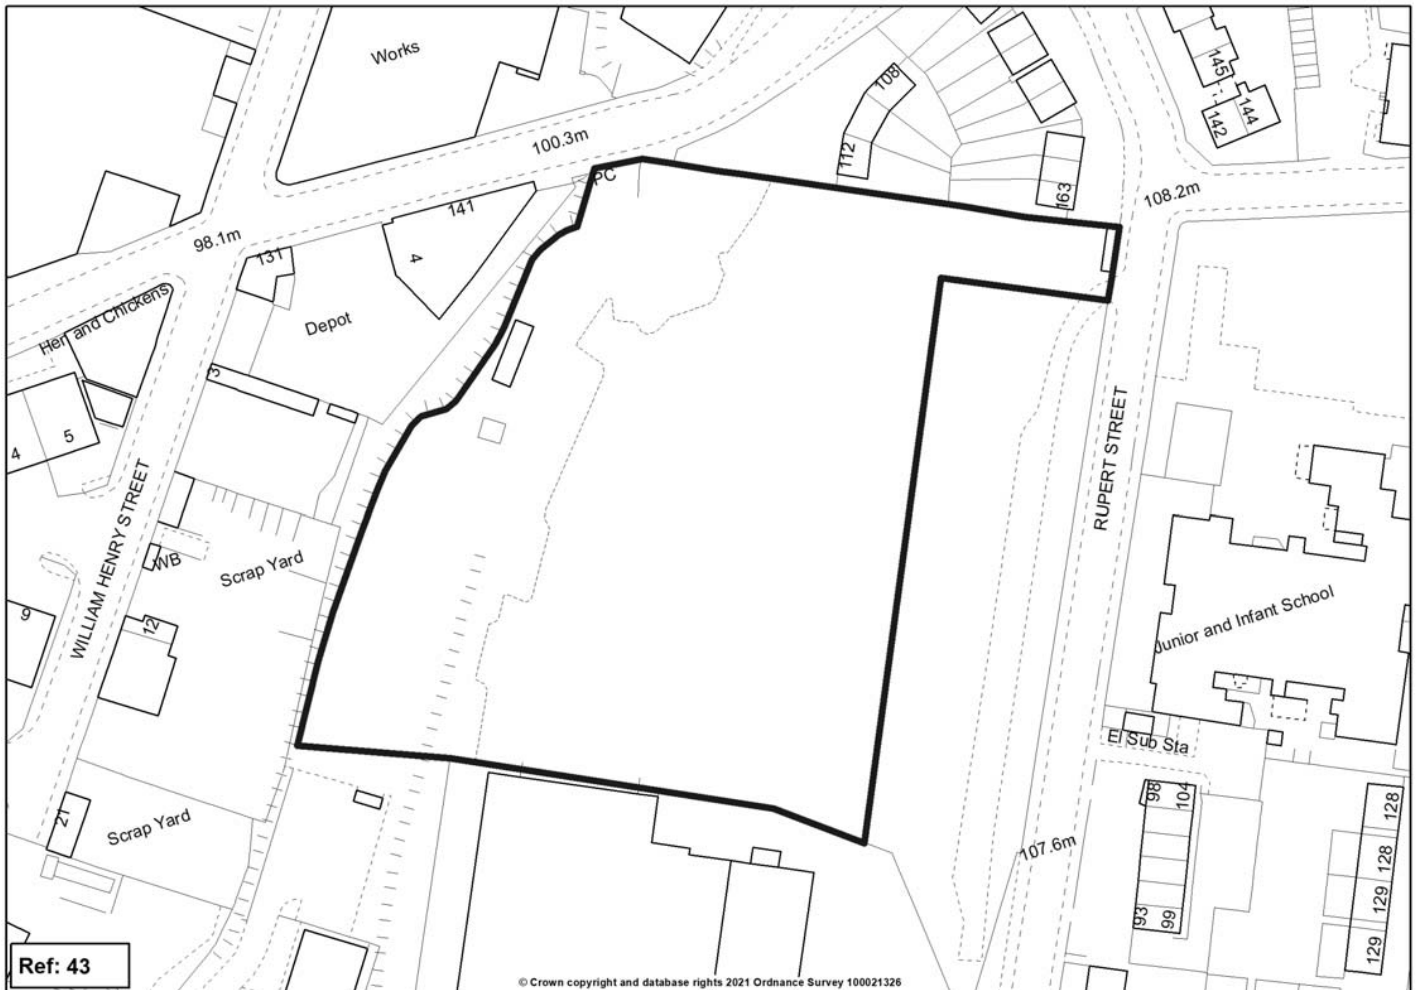 Works
145
144
142
108
112
163
100.3m
108.2m
PC
141
4
98.1m
131
Depot
Hen and Chickens
3
5
4
WILLIAM HENRY STREET
RUPERT STREET
WB
Scrap Yard
9
12
Junior and Infant School
El Sub Sta
21
Scrap Yard
107.6m
98
104
93
99
128
128
129
129
Ref: 43
© Crown copyright and database rights 2021 Ordnance Survey 100021326